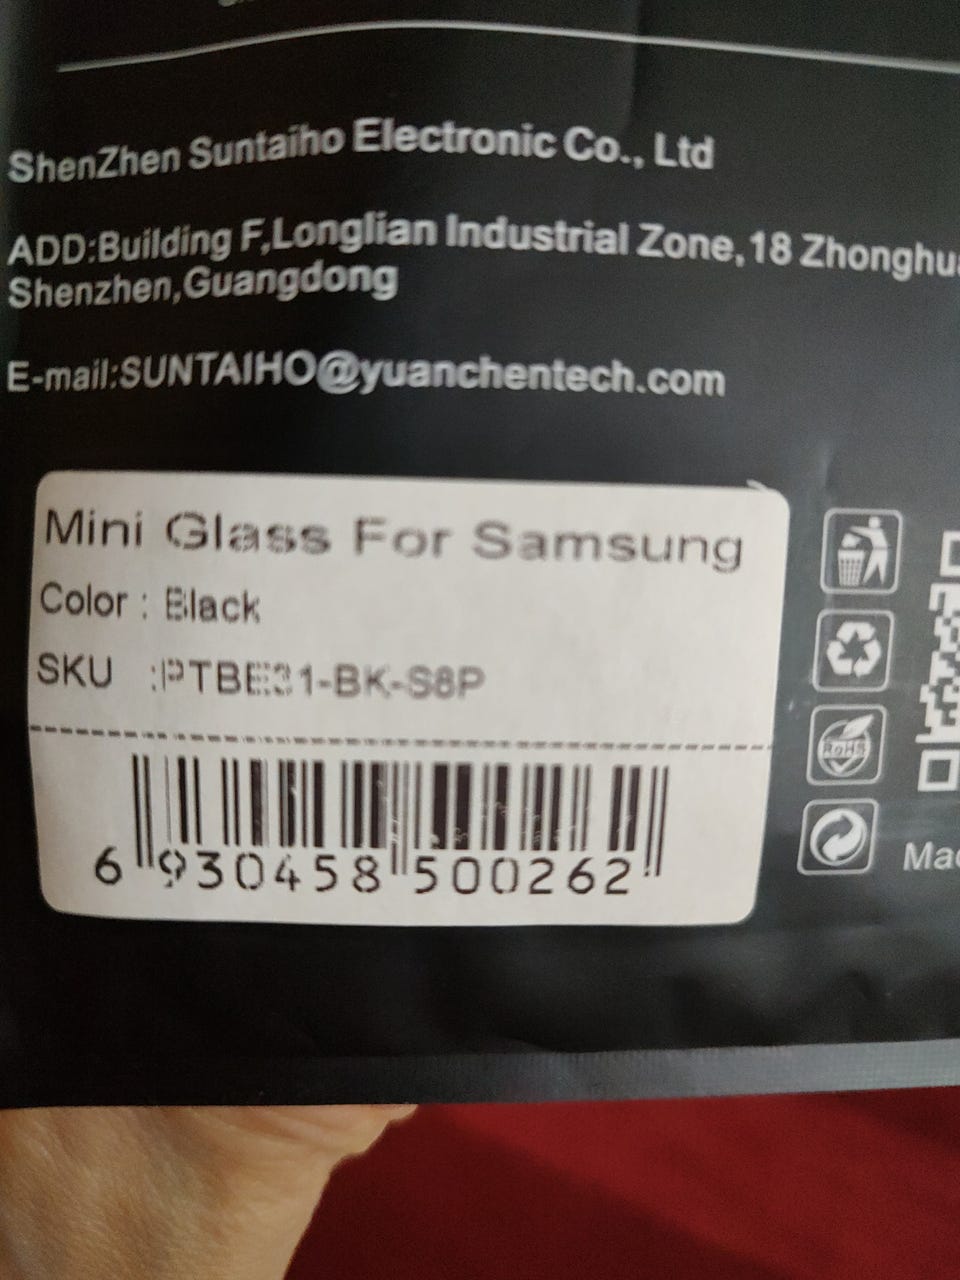 ShenZhen Suntaiho Electronic Co., Ltd
ADD:Building F,Longlian Industrial Zone,18 Zhonghua
Shenzhen,Guangdong
E-mail:SUNTAIHO@yuanchentech.com
Mini Glass For Samsung
Color : Black
SKU :PTBE31-BK-S8P
6 930458 500262
RoHS